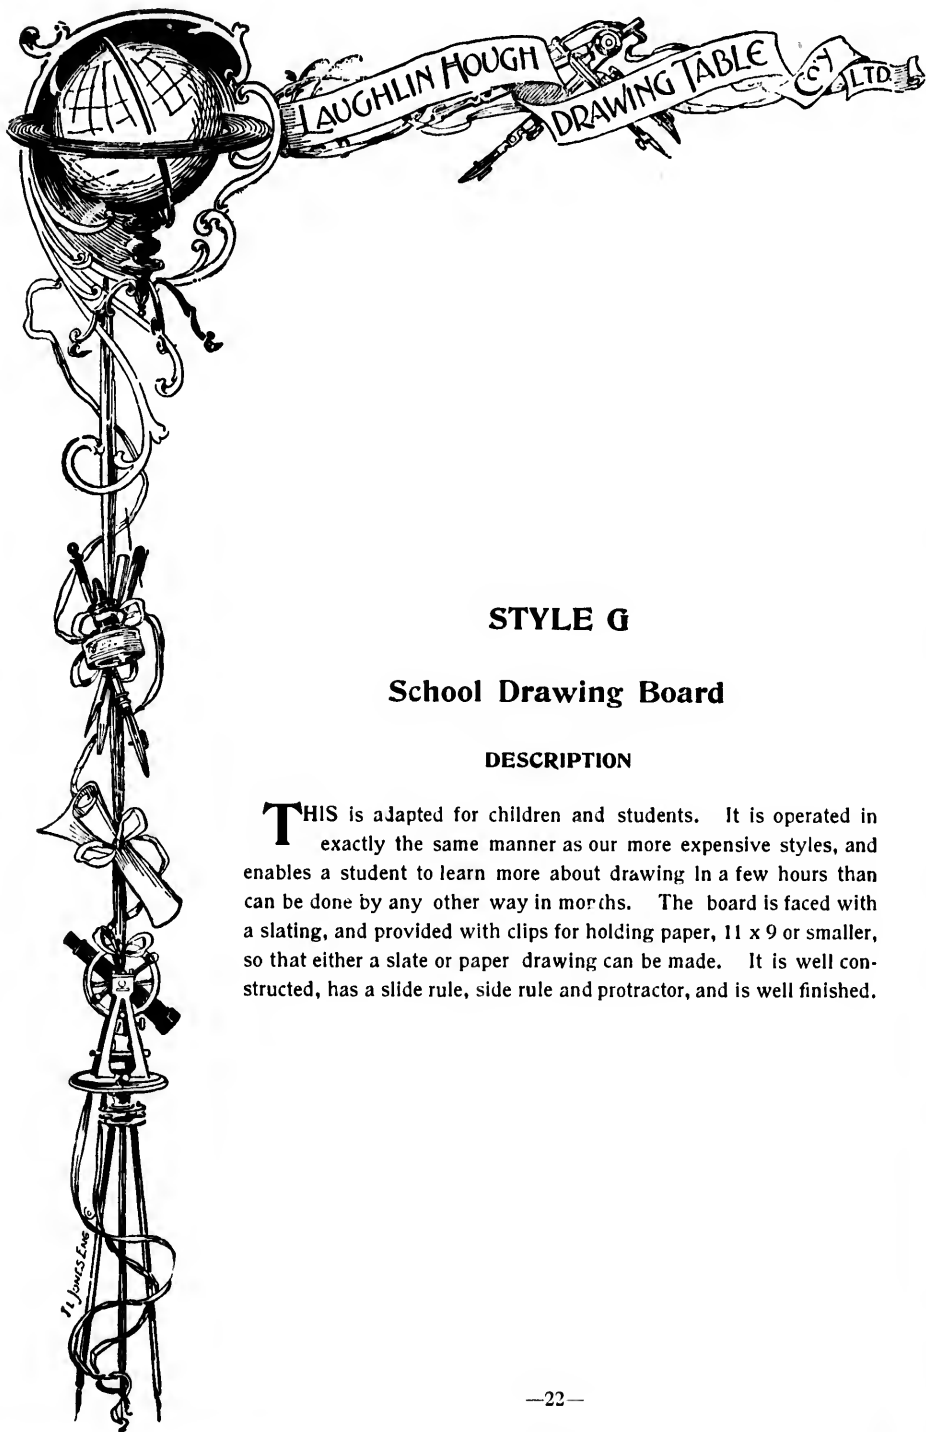 LAUGHLIN HOUGH
DRAWING TABLE
CY LTD.
STYLE G
School Drawing Board
DESCRIPTION
THIS is adapted for children and students. It is operated in
exactly the same manner as our more expensive styles, and
enables a student to learn more about drawing in a few hours than
can be done by any other way in months. The board is faced with
a slating, and provided with clips for holding paper, 11 x 9 or smaller,
so that either a slate or paper drawing can be made. It is well con-
structed, has a slide rule, side rule and protractor, and is well finished.
JONES ENG
—22—